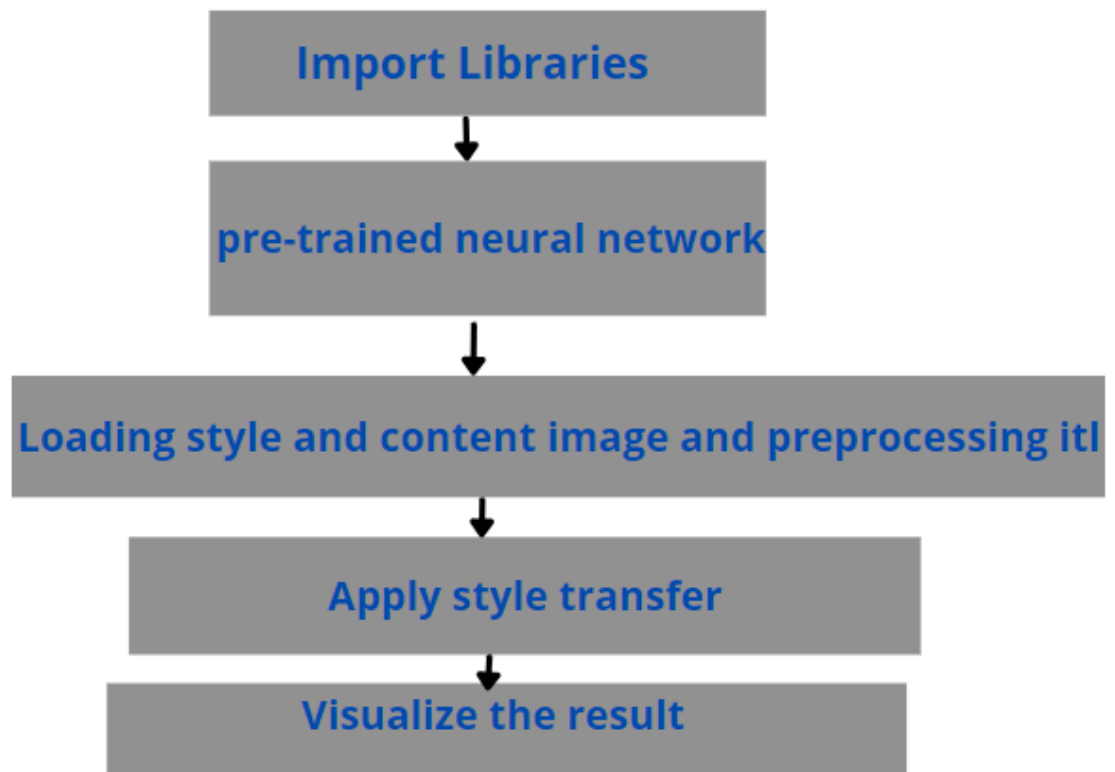 Import Libraries
pre-trained neural network
Loading style and content image and preprocessing itl
Apply style transfer
Visualize the result